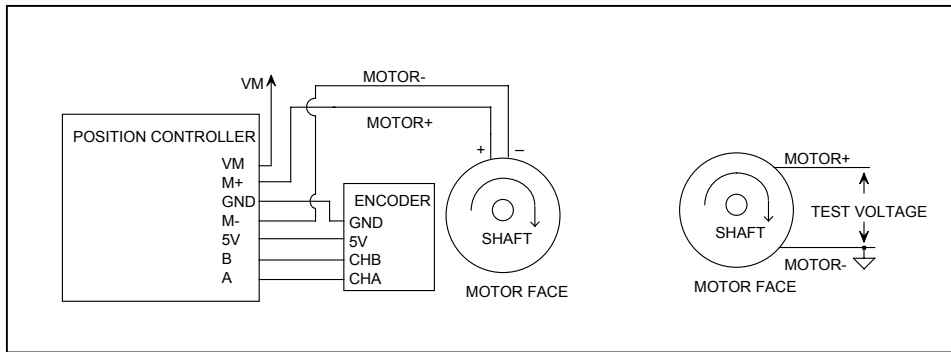 MOTOR-
VM
MOTOR+
POSITION CONTROLLER
VM
M+
GND
M-
5V
B
A
ENCODER
GND
5V
CHB
CHA
+ –
SHAFT
MOTOR FACE
MOTOR+
TEST VOLTAGE
SHAFT
MOTOR-
MOTOR FACE